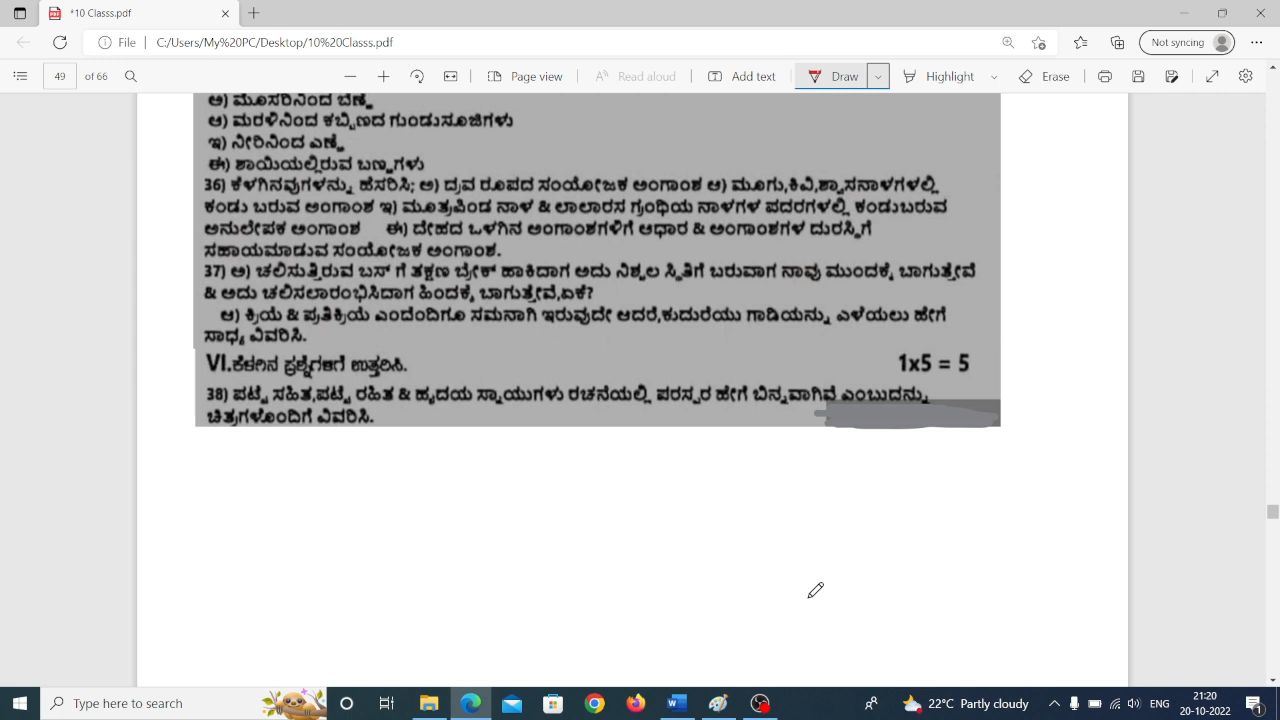 *10 Classs.pdf
File | C:/Users/My%20PC/Desktop/10%20Classs.pdf
Not syncing
49 of 66
Page view
Read aloud
Add text
Draw
Highlight
Erase
ಅ) ಮೊಸರಿನಿಂದ ಬೆಣ್ಣೆ
ಆ) ಮರಳಿನಿಂದ ಕಬ್ಬಿಣದ ಗುಂಡುಸೂಜಿಗಳು
ಇ) ನೀರಿನಿಂದ ಎಣ್ಣೆ
ಈ) ಶಾಯಿಯಲ್ಲಿರುವ ಬಣ್ಣಗಳು
36) ಕೆಳಗಿನವುಗಳನ್ನು ಹೆಸರಿಸಿ; ಅ) ದ್ರವ ರೂಪದ ಸಂಯೋಜಕ ಅಂಗಾಂಶ ಆ) ಮೂಗು,ಕಿವಿ,ಶ್ವಾಸನಾಳಗಳಲ್ಲಿ
ಕಂಡು ಬರುವ ಅಂಗಾಂಶ ಇ) ಮೂತ್ರಪಿಂಡ ನಾಳ & ಲಾಲಾರಸ ಗ್ರಂಥಿಯ ನಾಳಗಳ ಪದರಗಳಲ್ಲಿ ಕಂಡುಬರುವ
ಅನುಲೇಪಕ ಅಂಗಾಂಶ ಈ) ದೇಹದ ಒಳಗಿನ ಅಂಗಾಂಶಗಳಿಗೆ ಆಧಾರ & ಅಂಗಾಂಶಗಳ ದುರಸ್ತಿಗೆ
ಸಹಾಯಮಾಡುವ ಸಂಯೋಜಕ ಅಂಗಾಂಶ.
37) ಅ) ಚಲಿಸುತ್ತಿರುವ ಬಸ್ ಗೆ ತಕ್ಷಣ ಬ್ರೇಕ್ ಹಾಕಿದಾಗ ಅದು ನಿಶ್ಚಲ ಸ್ಥಿತಿಗೆ ಬರುವಾಗ ನಾವು ಮುಂದಕ್ಕೆ ಬಾಗುತ್ತೇವೆ
& ಅದು ಚಲಿಸಲಾರಂಭಿಸಿದಾಗ ಹಿಂದಕ್ಕೆ ಬಾಗುತ್ತೇವೆ,ಏಕೆ?
ಆ) ಕ್ರಿಯೆ & ಪ್ರತಿಕ್ರಿಯೆ ಎಂದೆಂದಿಗೂ ಸಮನಾಗಿ ಇರುವುದೇ ಆದರೆ,ಕುದುರೆಯು ಗಾಡಿಯನ್ನು ಎಳೆಯಲು ಹೇಗೆ
ಸಾಧ್ಯ ವಿವರಿಸಿ.
VI.ಕೆಳಗಿನ ಪ್ರಶ್ನೆಗಳಿಗೆ ಉತ್ತರಿಸಿ. 1x5 = 5
38) ಪಟ್ಟೆ ಸಹಿತ,ಪಟ್ಟೆ ರಹಿತ & ಹೃದಯ ಸ್ನಾಯುಗಳು ರಚನೆಯಲ್ಲಿ ಪರಸ್ಪರ ಹೇಗೆ ಬಿನ್ನವಾಗಿವೆ ಎಂಬುದನ್ನು
ಚಿತ್ರಗಳೊಂದಿಗೆ ವಿವರಿಸಿ.
Type here to search
22°C Partly cloudy
ENG
21:20
20-10-2022